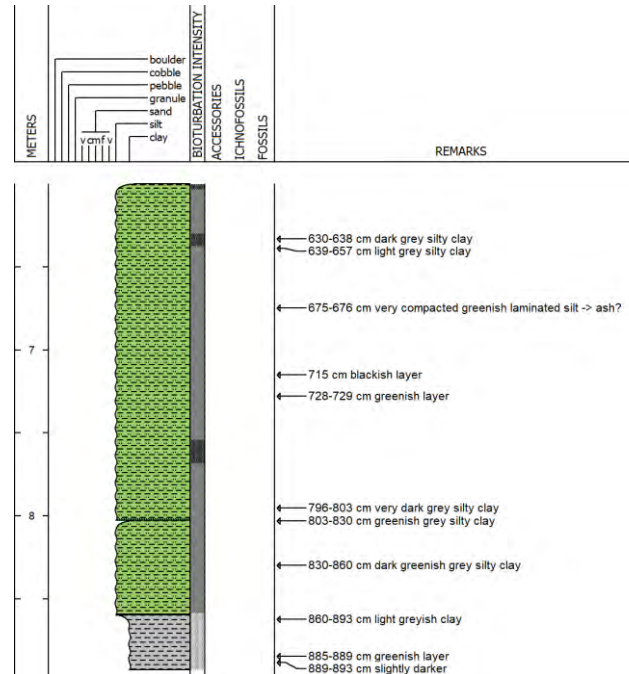 METERS
boulder
cobble
pebble
granule
sand
v c m f v
silt
clay
BIOTURBATION INTENSITY
ACCESSORIES
ICHNOFOSSILS
FOSSILS
REMARKS
630-638 cm dark grey silty clay
639-657 cm light grey silty clay
675-676 cm very compacted greenish laminated silt -> ash?
7
715 cm blackish layer
728-729 cm greenish layer
796-803 cm very dark grey silty clay
8
803-830 cm greenish grey silty clay
830-860 cm dark greenish grey silty clay
860-893 cm light greyish clay
885-889 cm greenish layer
889-893 cm slightly darker